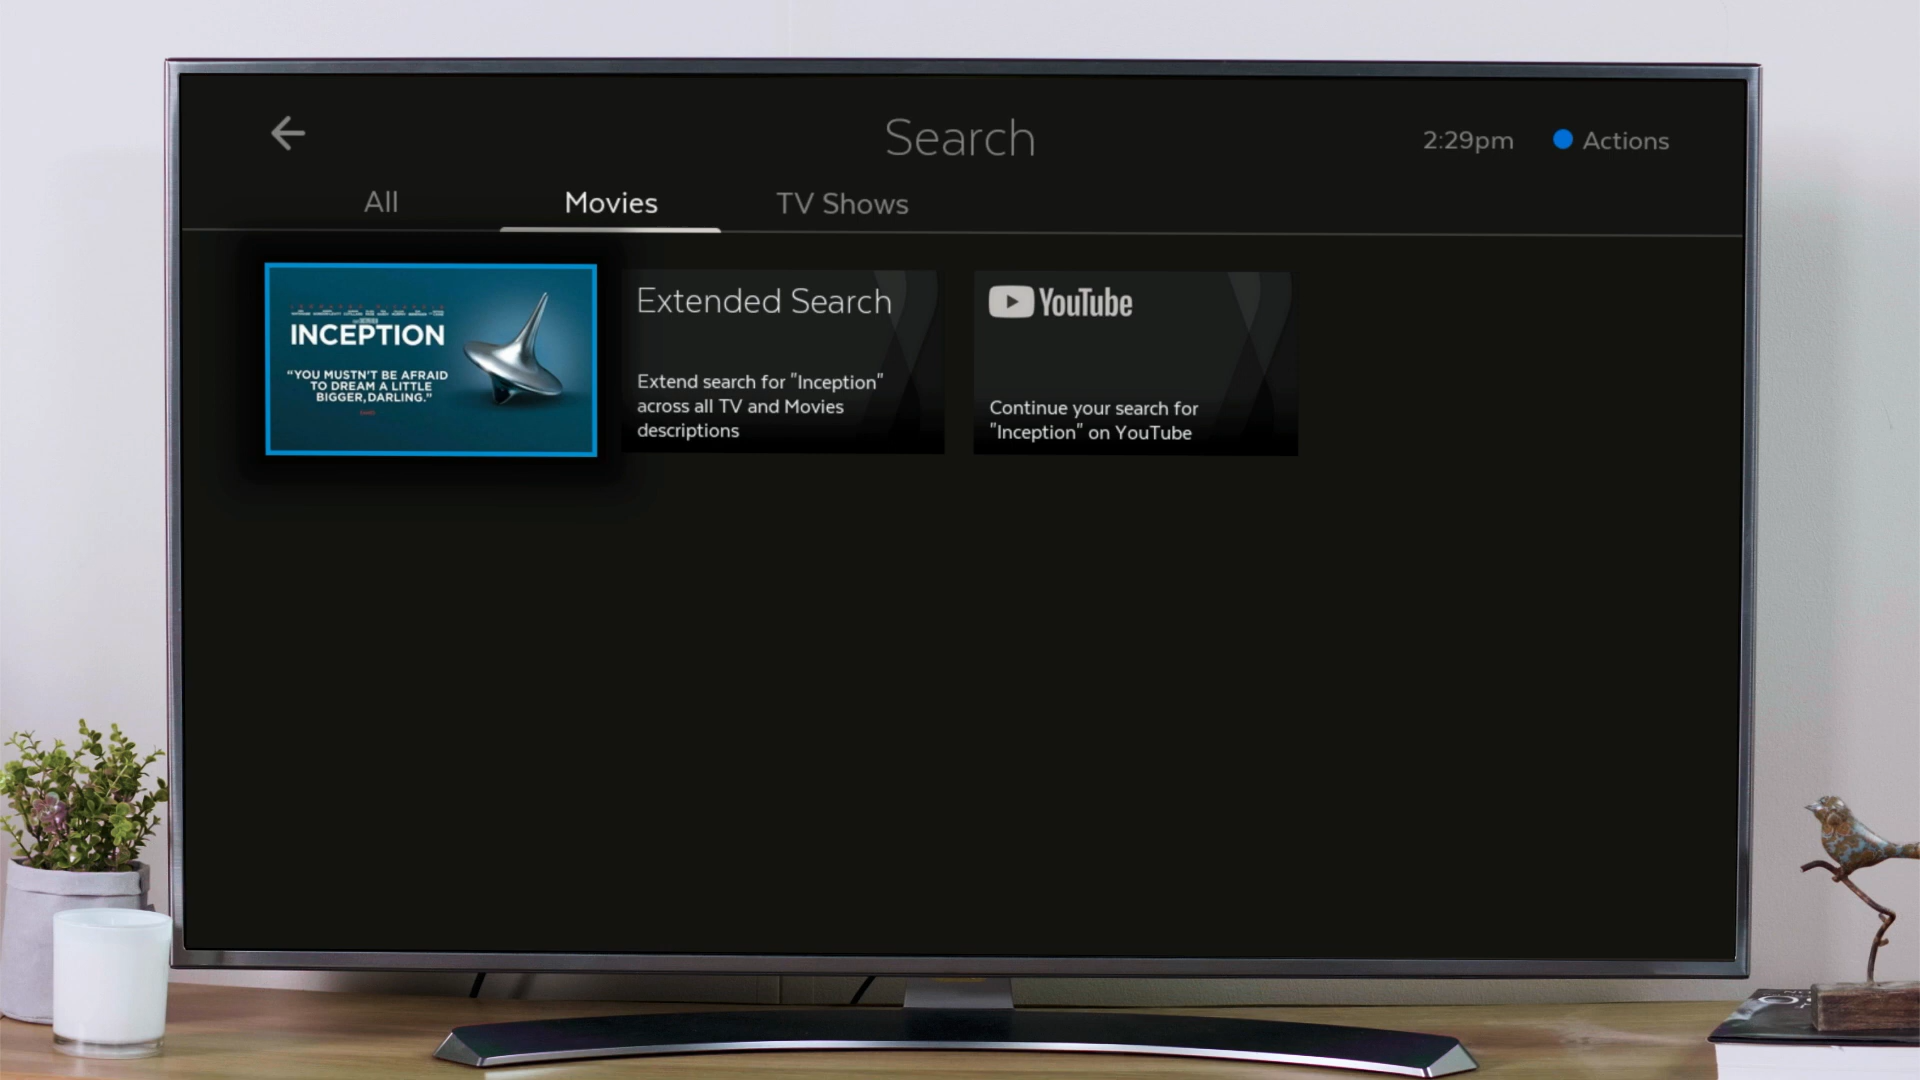 Search
2:29pm
Actions
All
Movies
TV Shows
INCEPTION
"YOU MUSTN'T BE AFRAID
TO DREAM A LITTLE
BIGGER, DARLING."
Extended Search
Extend search for "Inception"
across all TV and Movies
descriptions
YouTube
Continue your search for
"Inception" on YouTube